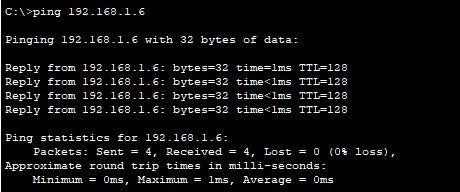 C:\>ping 192.168.1.6
Pinging 192.168.1.6 with 32 bytes of data:
Reply from 192.168.1.6: bytes=32 time=1ms TTL=128
Reply from 192.168.1.6: bytes=32 time<1ms TTL=128
Reply from 192.168.1.6: bytes=32 time<1ms TTL=128
Reply from 192.168.1.6: bytes=32 time<1ms TTL=128
Ping statistics for 192.168.1.6:
    Packets: Sent = 4, Received = 4, Lost = 0 (0% loss),
Approximate round trip times in milli-seconds:
    Minimum = 0ms, Maximum = 1ms, Average = 0ms